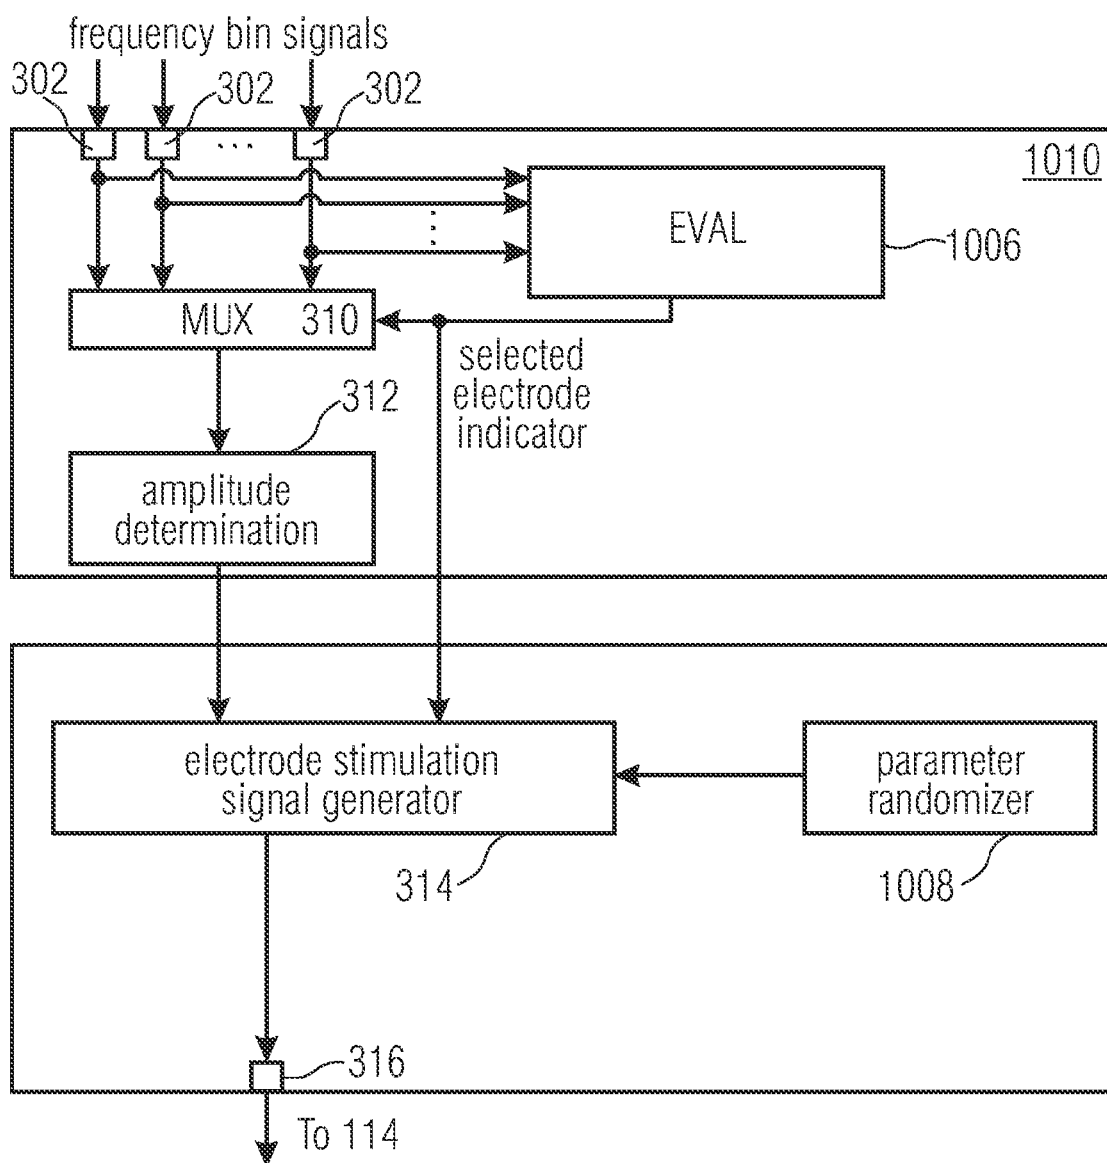 frequency bin signals
302
302
302
...
1010
EVAL
1006
MUX 310
selected
electrode
indicator
312
amplitude
determination
electrode stimulation
signal generator
parameter
randomizer
314
1008
316
To 114